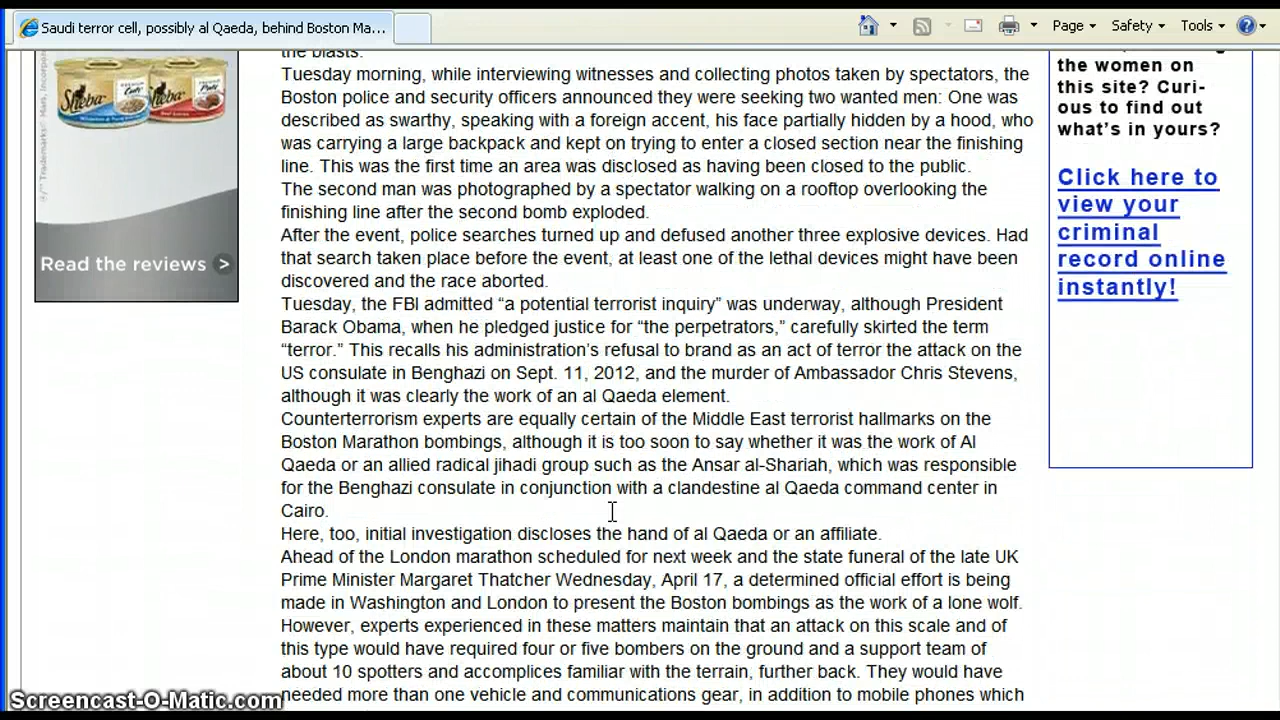 Saudi terror cell, possibly al Qaeda, behind Boston Ma...
Page
Safety
Tools
the blasts.
Tuesday morning, while interviewing witnesses and collecting photos taken by spectators, the
Boston police and security officers announced they were seeking two wanted men: One was
described as swarthy, speaking with a foreign accent, his face partially hidden by a hood, who
was carrying a large backpack and kept on trying to enter a closed section near the finishing
line. This was the first time an area was disclosed as having been closed to the public.
The second man was photographed by a spectator walking on a rooftop overlooking the
finishing line after the second bomb exploded.
After the event, police searches turned up and defused another three explosive devices. Had
that search taken place before the event, at least one of the lethal devices might have been
discovered and the race aborted.
Tuesday, the FBI admitted “a potential terrorist inquiry” was underway, although President
Barack Obama, when he pledged justice for “the perpetrators,” carefully skirted the term
“terror.” This recalls his administration’s refusal to brand as an act of terror the attack on the
US consulate in Benghazi on Sept. 11, 2012, and the murder of Ambassador Chris Stevens,
although it was clearly the work of an al Qaeda element.
Counterterrorism experts are equally certain of the Middle East terrorist hallmarks on the
Boston Marathon bombings, although it is too soon to say whether it was the work of Al
Qaeda or an allied radical jihadi group such as the Ansar al-Shariah, which was responsible
for the Benghazi consulate in conjunction with a clandestine al Qaeda command center in
Cairo.
Here, too, initial investigation discloses the hand of al Qaeda or an affiliate.
Ahead of the London marathon scheduled for next week and the state funeral of the late UK
Prime Minister Margaret Thatcher Wednesday, April 17, a determined official effort is being
made in Washington and London to present the Boston bombings as the work of a lone wolf.
However, experts experienced in these matters maintain that an attack on this scale and of
this type would have required four or five bombers on the ground and a support team of
about 10 spotters and accomplices familiar with the terrain, further back. They would have
needed more than one vehicle and communications gear, in addition to mobile phones which
Sheba
Sheba
Read the reviews >
the women on
this site? Curi-
ous to find out
what’s in yours?
Click here to
view your
criminal
record online
instantly!
Screencast-O-Matic.com